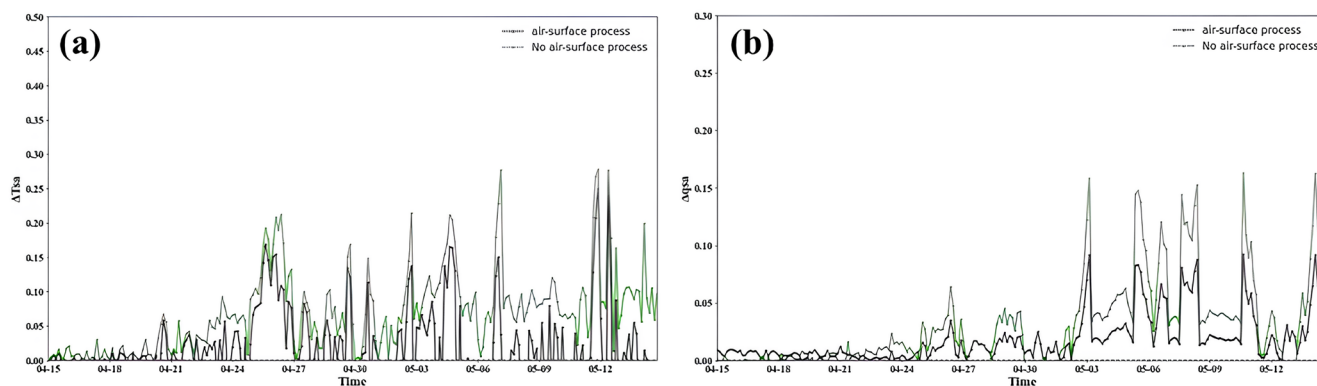 (a)
air-surface process
No air-surface process
ΔTsa
0.50
0.45
0.40
0.35
0.30
0.25
0.20
0.15
0.10
0.05
0.00
04-15 04-18 04-21 04-24 04-27 04-30 05-03 05-06 05-09 05-12
Time
(b)
air-surface process
No air-surface process
Δqsa
0.30
0.25
0.20
0.15
0.10
0.05
0.00
04-15 04-18 04-21 04-24 04-27 04-30 05-03 05-06 05-09 05-12
Time